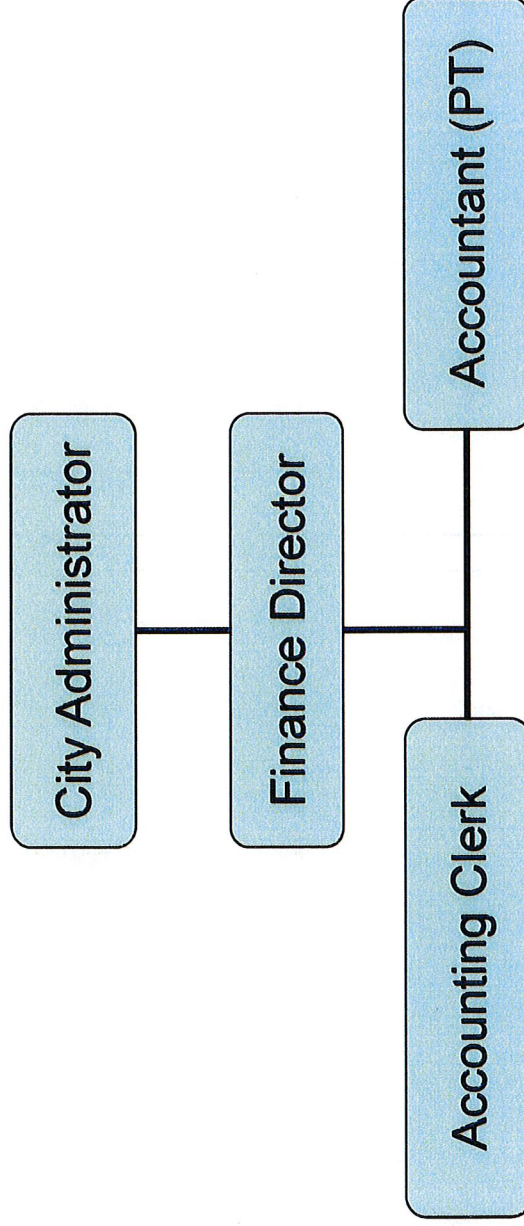 City Administrator
Finance Director
Accounting Clerk
Accountant (PT)